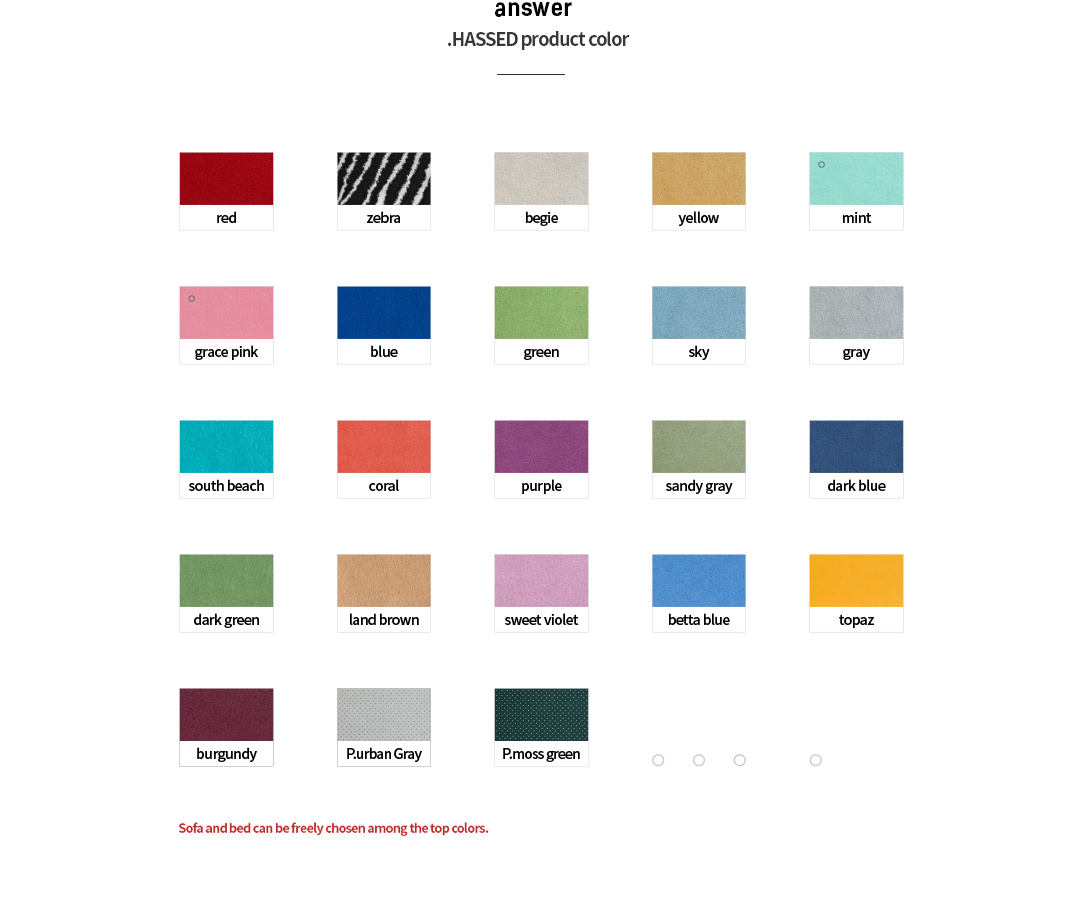 answer
.HASSED product color
red
zebra
begie
yellow
mint
grace pink
blue
green
sky
gray
south beach
coral
purple
sandy gray
dark blue
dark green
land brown
sweet violet
betta blue
topaz
burgundy
P.urban Gray
P.moss green
Sofa and bed can be freely chosen among the top colors.